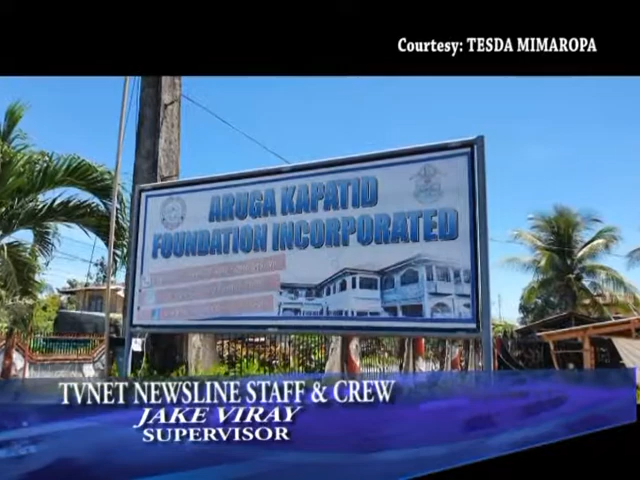 Courtesy: TESDA MIMAROPA
ARUGA KAPATID
FOUNDATION INCORPORATED
TVNET NEWSLINE STAFF & CREW
JAKE VIRAY
SUPERVISOR